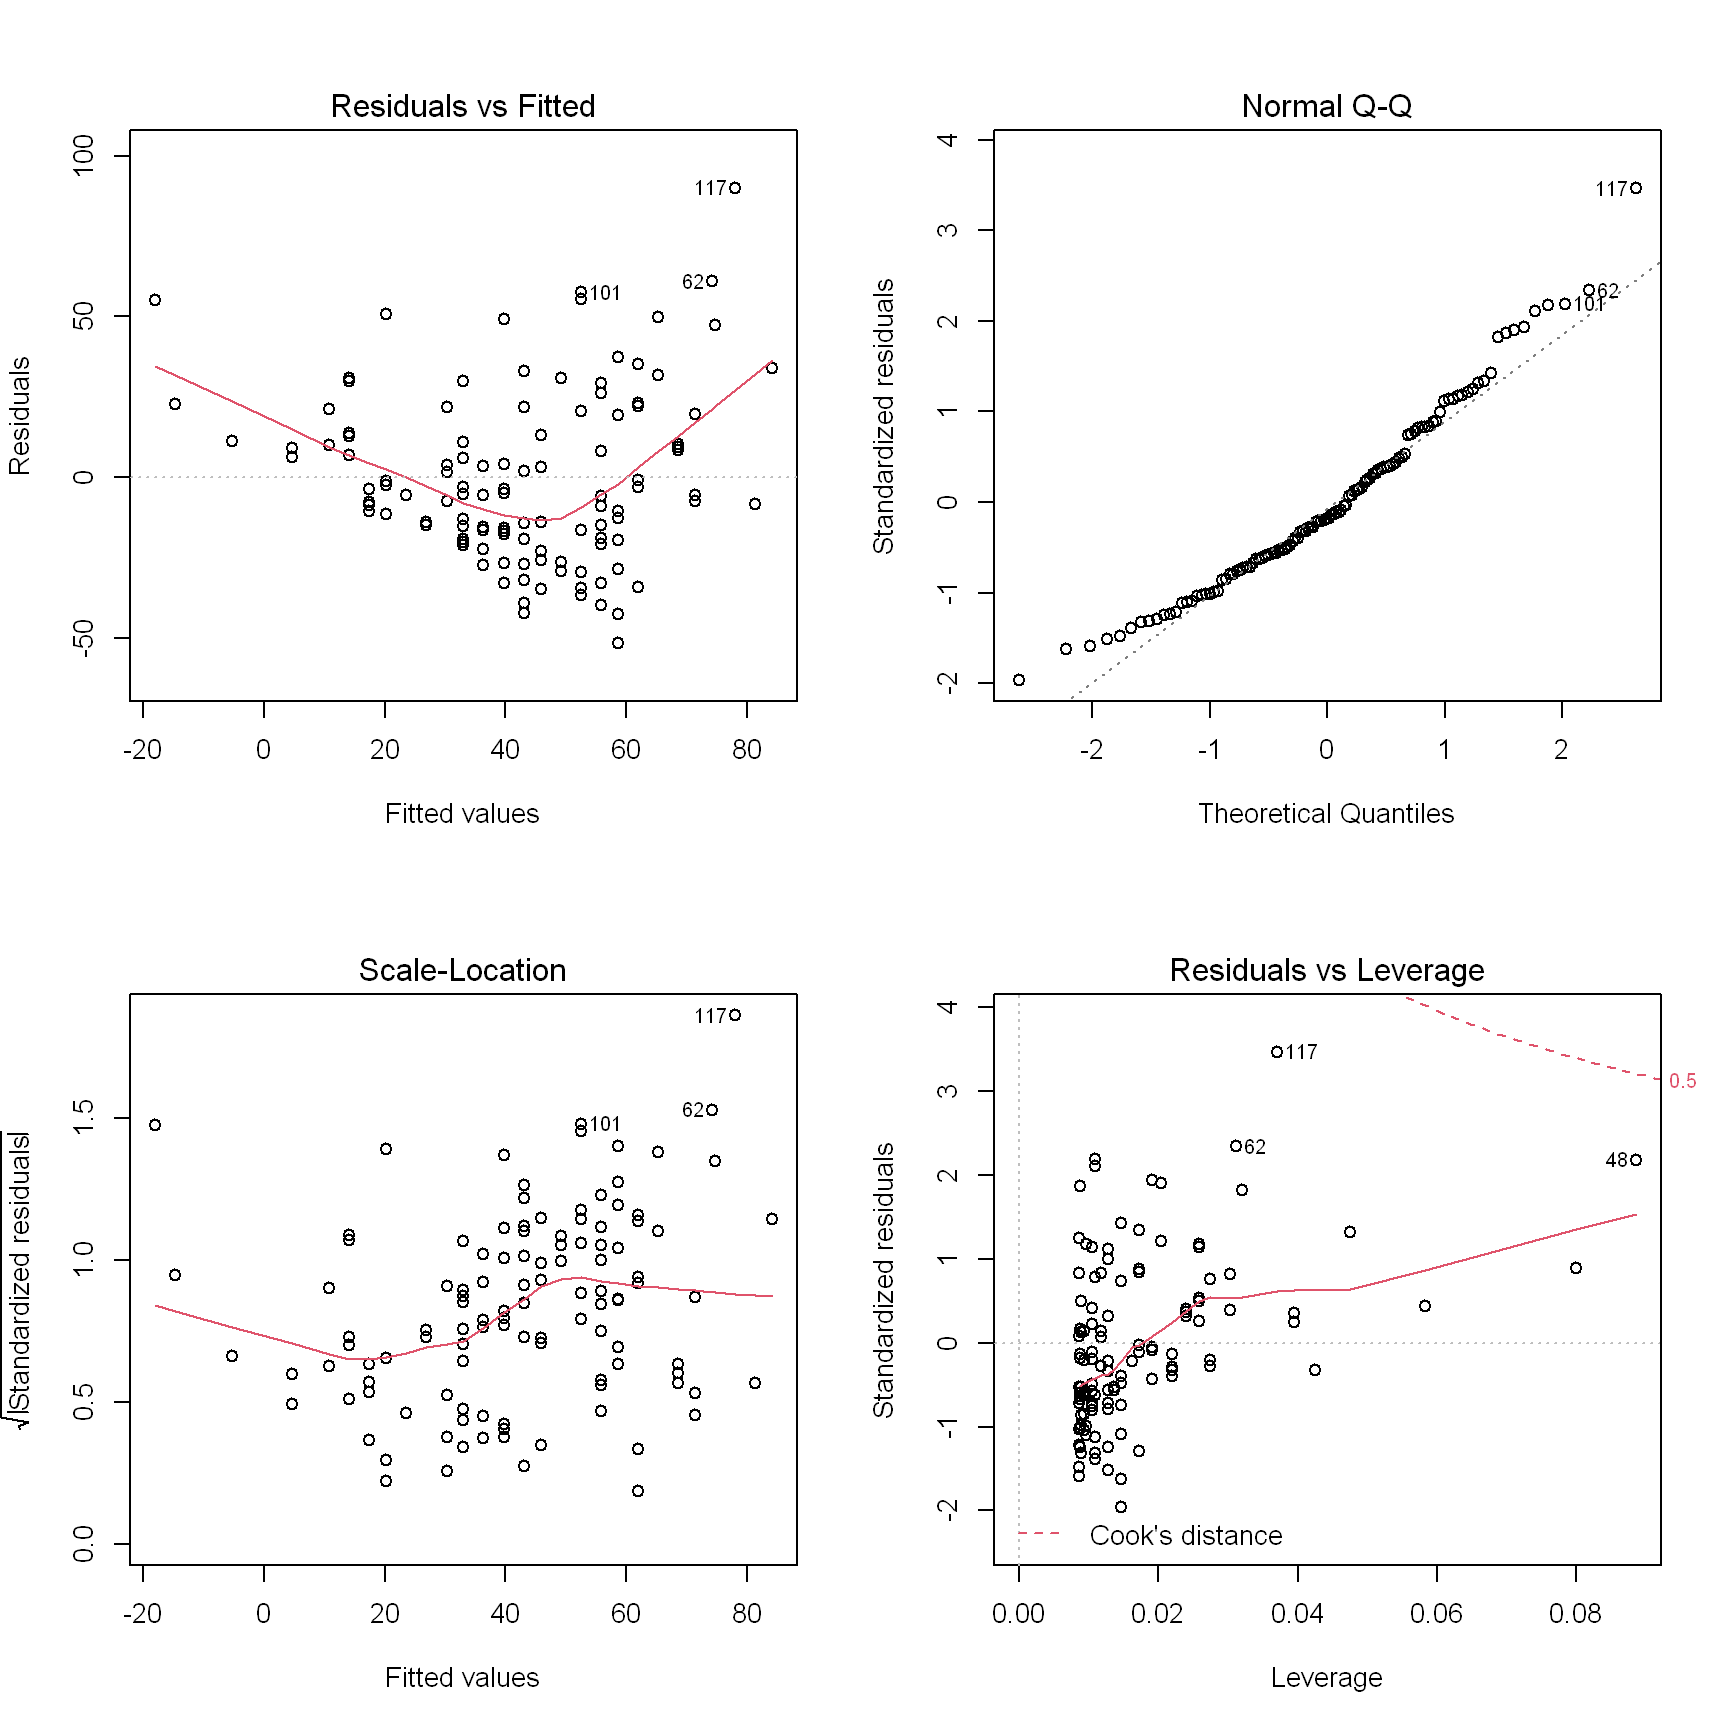 Residuals vs Fitted
Residuals
100
50
0
-50
117
101
62
-20 0 20 40 60 80
Fitted values
Normal Q-Q
Standardized residuals
4
3
2
1
0
-1
-2
117
62
101
-2 -1 0 1 2
Theoretical Quantiles
Scale-Location
√|Standardized residuals|
1.5
1.0
0.5
0.0
117
101
62
-20 0 20 40 60 80
Fitted values
Residuals vs Leverage
Standardized residuals
4
3
2
1
0
-1
-2
117
62
48
0.5
Cook's distance
0.00 0.02 0.04 0.06 0.08
Leverage